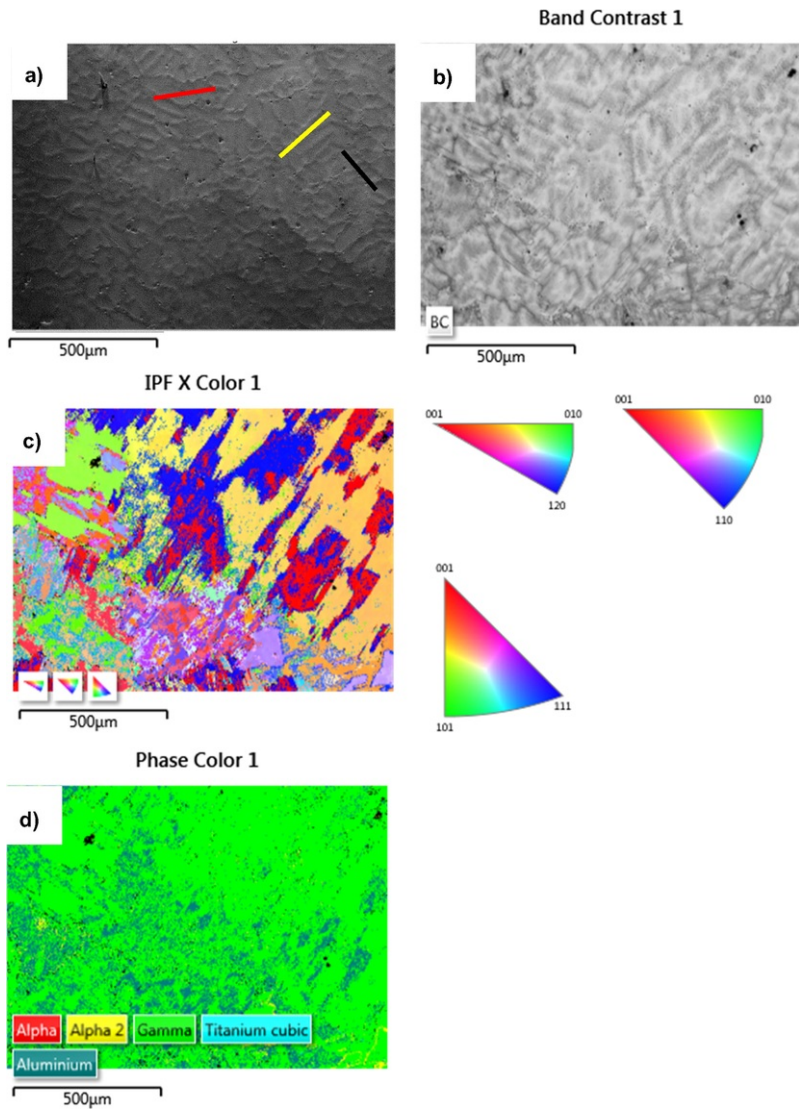 Band Contrast 1
a)
b)
BC
500µm
500µm
IPF X Color 1
c)
001
010
120
001
010
110
001
101
111
500µm
Phase Color 1
d)
Alpha
Alpha 2
Gamma
Titanium cubic
Aluminium
500µm